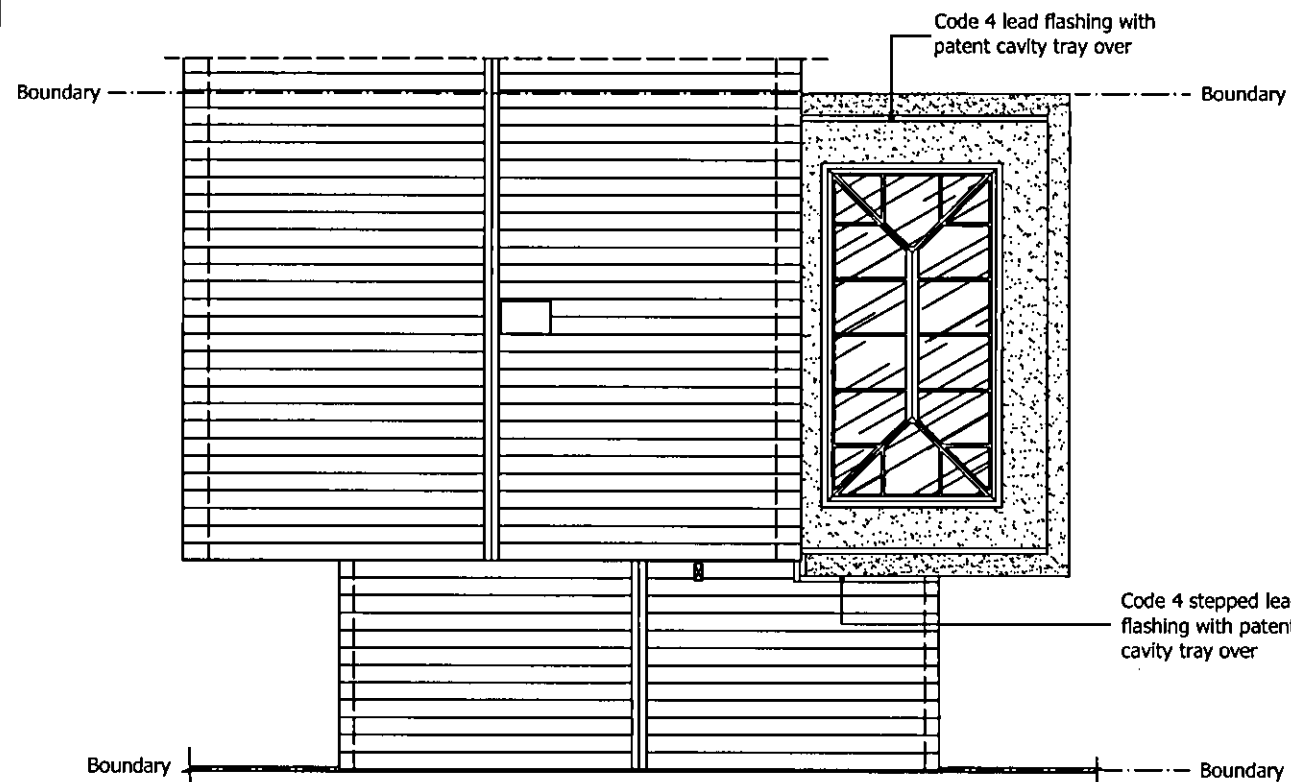 Code 4 lead flashing with
patent cavity tray over
Boundary
Boundary
Code 4 stepped lea
flashing with patent
cavity tray over
Boundary
Boundary